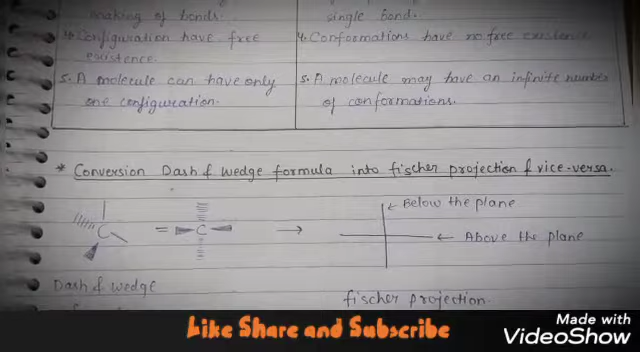 making of bonds.
single bond.
4. Configuration have free
existence.
4. Conformations have no free existence
5. A molecule can have only
one configuration.
5. A molecule may have an infinite number
of conformations.
* Conversion Dash & wedge formula into fischer projection & vice-versa.
C
= C →
← Below the plane
← Above the plane
Dash & wedge
fischer projection.
Like Share and Subscribe
Made with
VideoShow